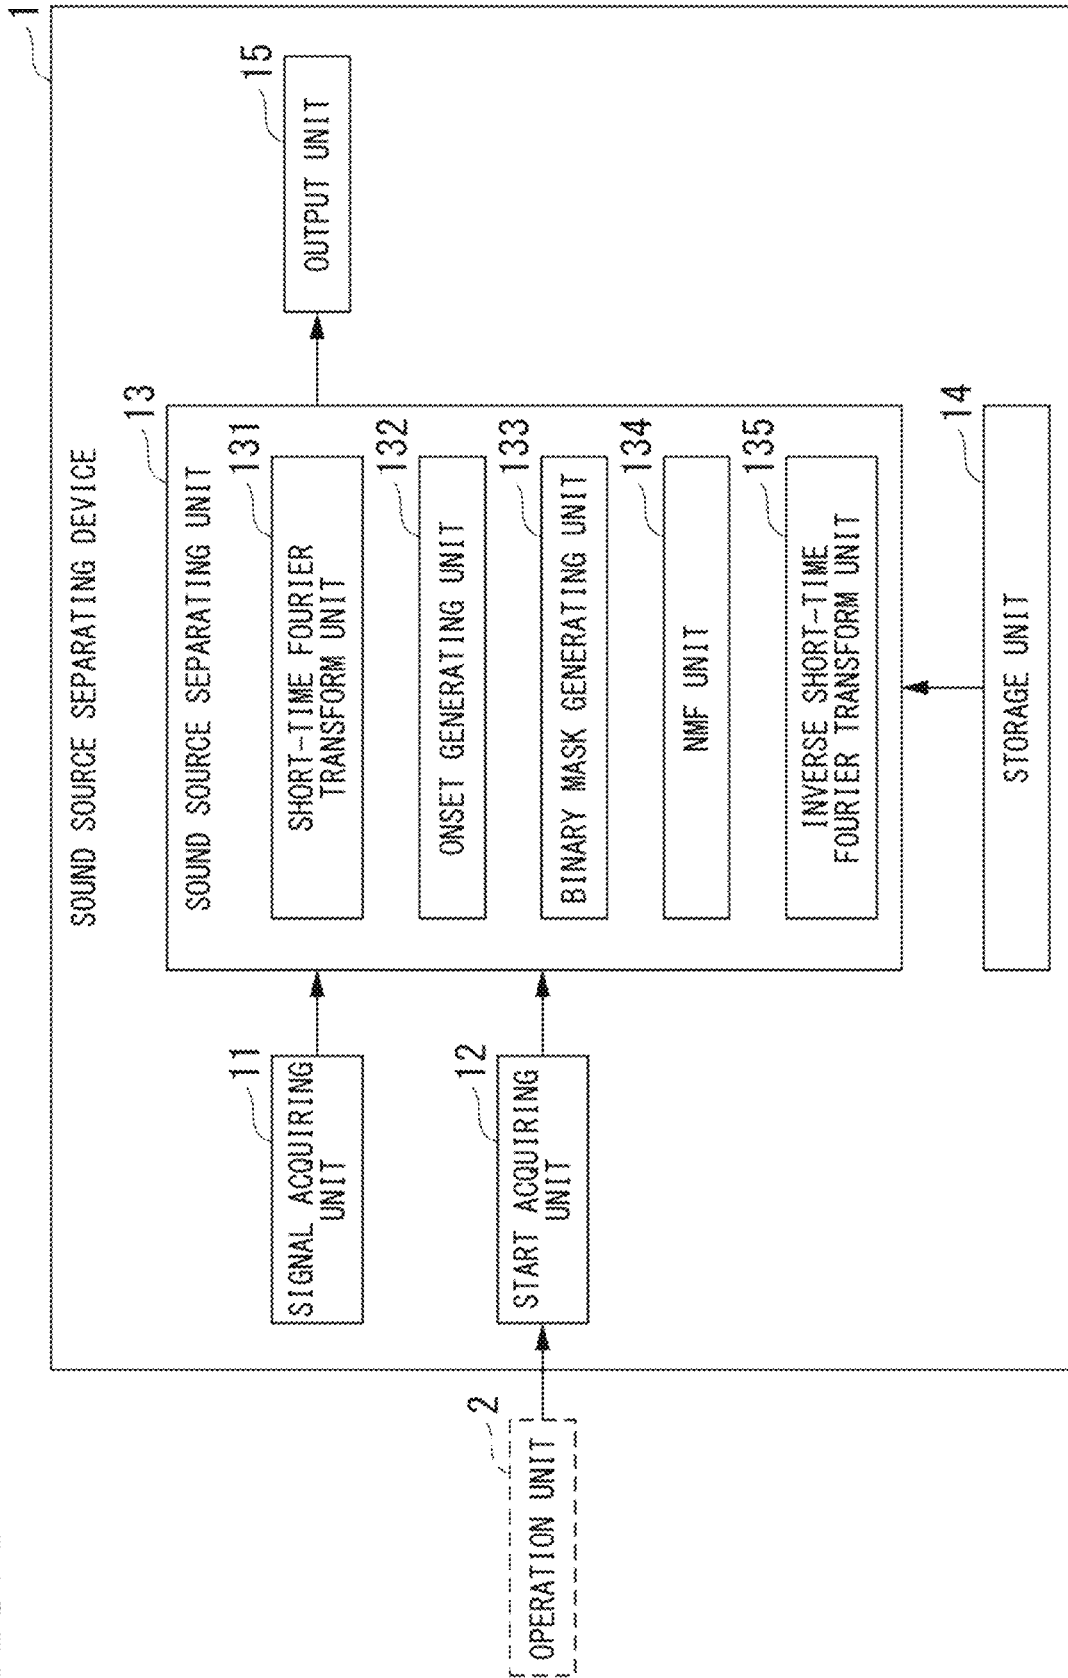 1
SOUND SOURCE SEPARATING DEVICE
13
SOUND SOURCE SEPARATING UNIT
11
SIGNAL ACQUIRING
UNIT
131
SHORT-TIME FOURIER
TRANSFORM UNIT
15
OUTPUT UNIT
132
ONSET GENERATING UNIT
2
OPERATION UNIT
12
START ACQUIRING
UNIT
133
BINARY MASK GENERATING UNIT
134
NMF UNIT
135
INVERSE SHORT-TIME
FOURIER TRANSFORM UNIT
14
STORAGE UNIT